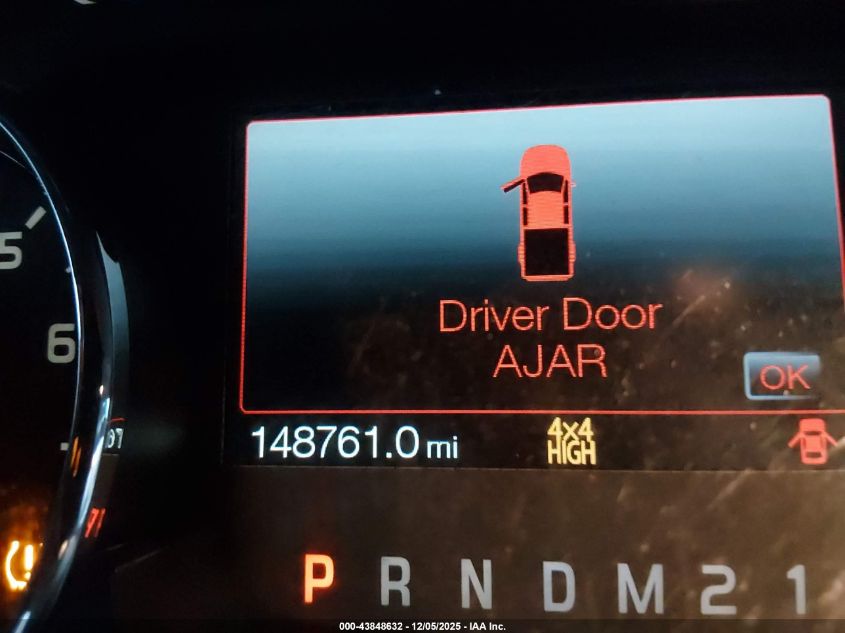 5
6
Driver Door
AJAR
OK
148761.0 mi
4x4
HIGH
P R N D M 2 1
000-43848632 - 12/05/2025 - IAA Inc.